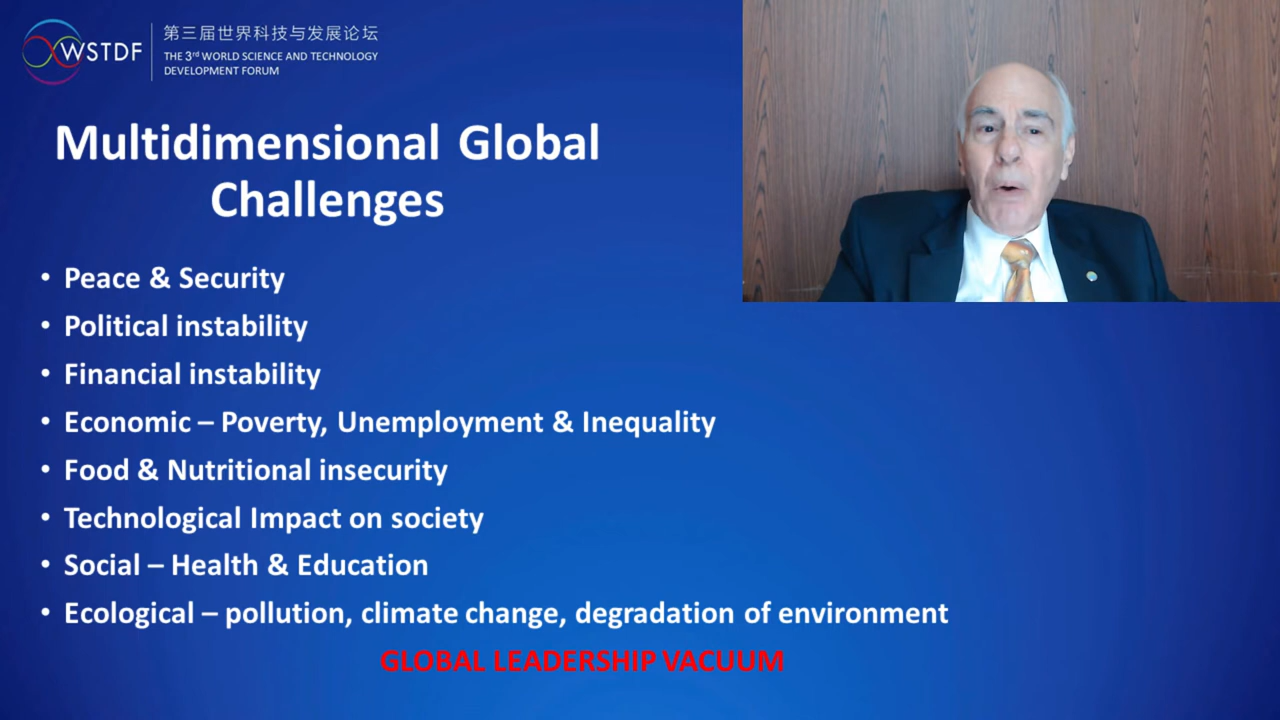 WSTDF
第三届世界科技与发展论坛
THE 3rd WORLD SCIENCE AND TECHNOLOGY
DEVELOPMENT FORUM
Multidimensional Global
Challenges
• Peace & Security
• Political instability
• Financial instability
• Economic – Poverty, Unemployment & Inequality
• Food & Nutritional insecurity
• Technological Impact on society
• Social – Health & Education
• Ecological – pollution, climate change, degradation of environment
GLOBAL LEADERSHIP VACUUM